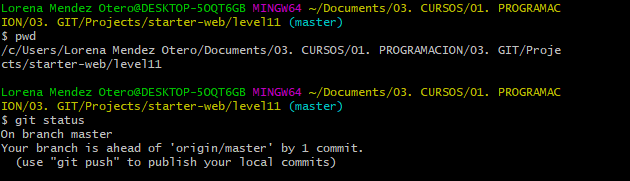 Lorena Mendez Otero@DESKTOP-5OQT6GB MINGW64 ~/Documents/03. CURSOS/01. PROGRAMAC
ION/03. GIT/Projects/starter-web/level11 (master)
$ pwd
/c/Users/Lorena Mendez Otero/Documents/03. CURSOS/01. PROGRAMACION/03. GIT/Proje
cts/starter-web/level11
Lorena Mendez Otero@DESKTOP-5OQT6GB MINGW64 ~/Documents/03. CURSOS/01. PROGRAMAC
ION/03. GIT/Projects/starter-web/level11 (master)
$ git status
On branch master
Your branch is ahead of 'origin/master' by 1 commit.
  (use "git push" to publish your local commits)